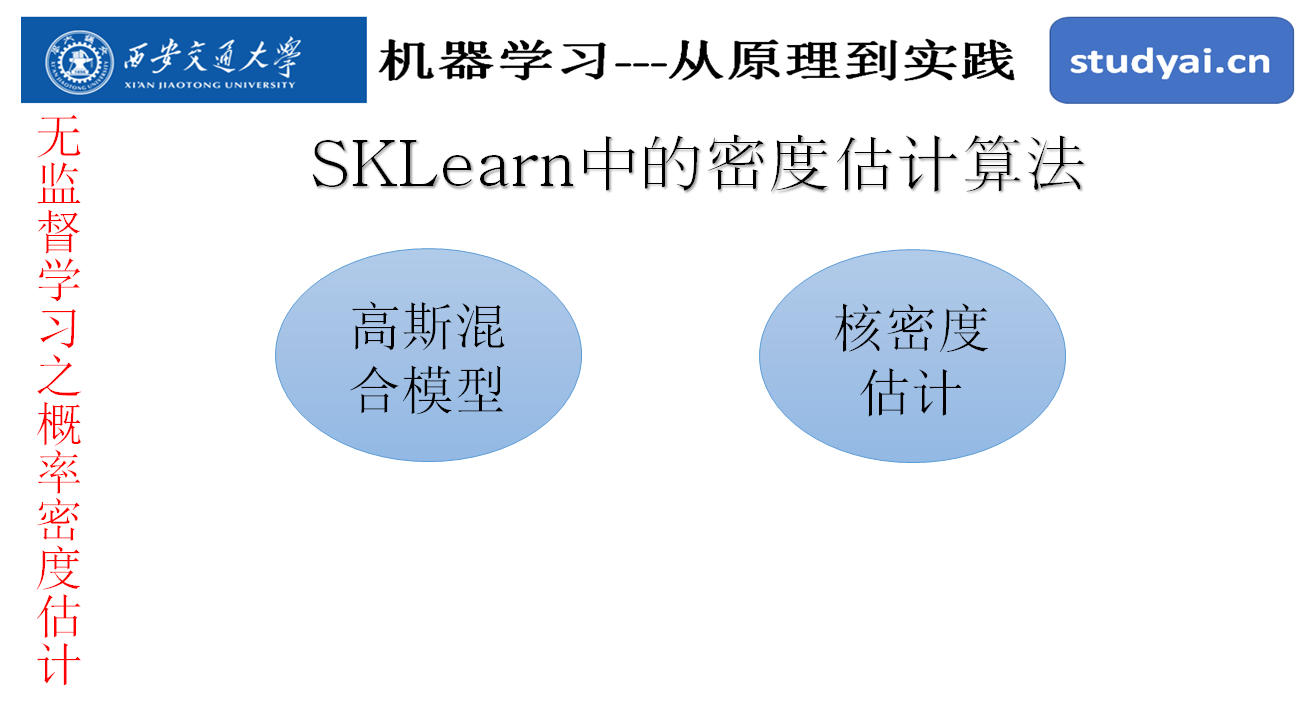 西安交通大学
XI'AN JIAOTONG UNIVERSITY
机器学习---从原理到实践
studyai.cn
无监督学习之概率密度估计
SKLearn中的密度估计算法
高斯混
合模型
核密度
估计